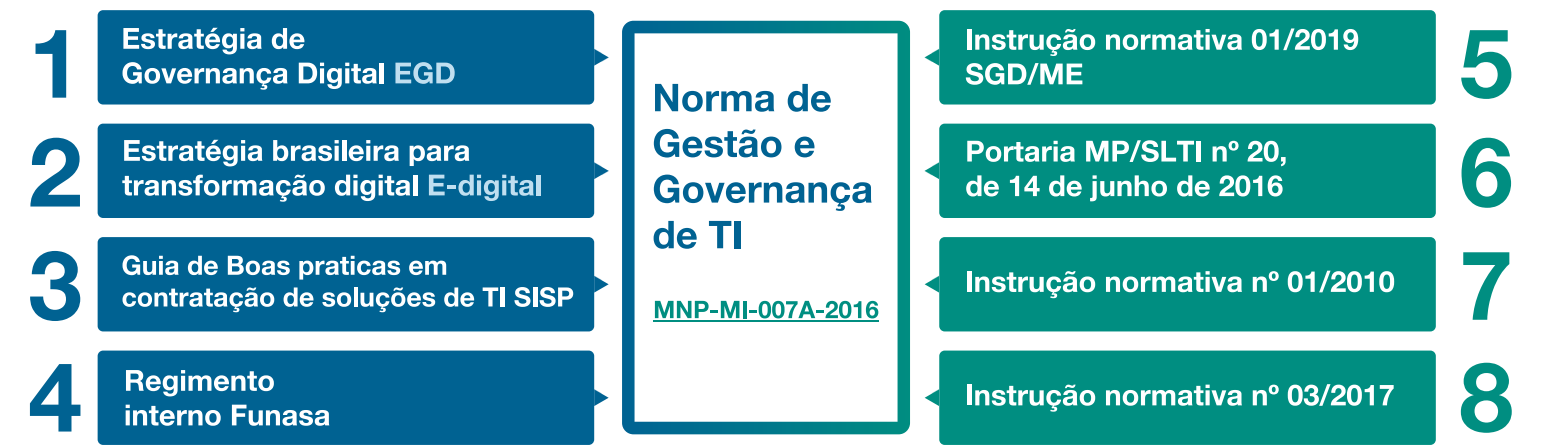 1
Estratégia de
Governança Digital EGD
2
Estratégia brasileira para
transformação digital E-digital
3
Guia de Boas praticas em
contratação de soluções de TI SISP
4
Regimento
interno Funasa
Norma de
Gestão e
Governança
de TI
MNP-MI-007A-2016
Instrução normativa 01/2019
SGD/ME
5
Portaria MP/SLTI nº 20,
de 14 de junho de 2016
6
Instrução normativa nº 01/2010
7
Instrução normativa nº 03/2017
8